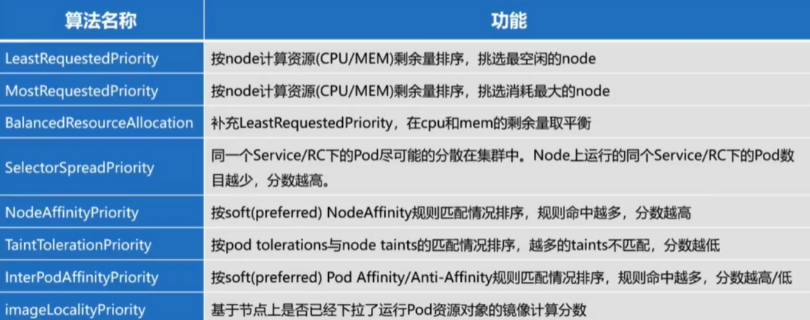 算法名称 功能
LeastRequestedPriority 按node计算资源(CPU/MEM)剩余量排序，挑选最空闲的node
MostRequestedPriority 按node计算资源(CPU/MEM)剩余量排序，挑选消耗最大的node
BalancedResourceAllocation 补充LeastRequestedPriority，在cpu和mem的剩余量取平衡
SelectorSpreadPriority 同一个Service/RC下的Pod尽可能的分散在集群中。Node上运行的同个Service/RC下的Pod数
目越少，分数越高。
NodeAffinityPriority 按soft(preferred) NodeAffinity规则匹配情况排序，规则命中越多，分数越高
TaintTolerationPriority 按pod tolerations与node taints的匹配情况排序，越多的taints不匹配，分数越低
InterPodAffinityPriority 按soft(preferred) Pod Affinity/Anti-Affinity规则匹配情况排序，规则命中越多，分数越高/低
imageLocalityPriority 基于节点上是否已经下拉了运行Pod资源对象的镜像计算分数